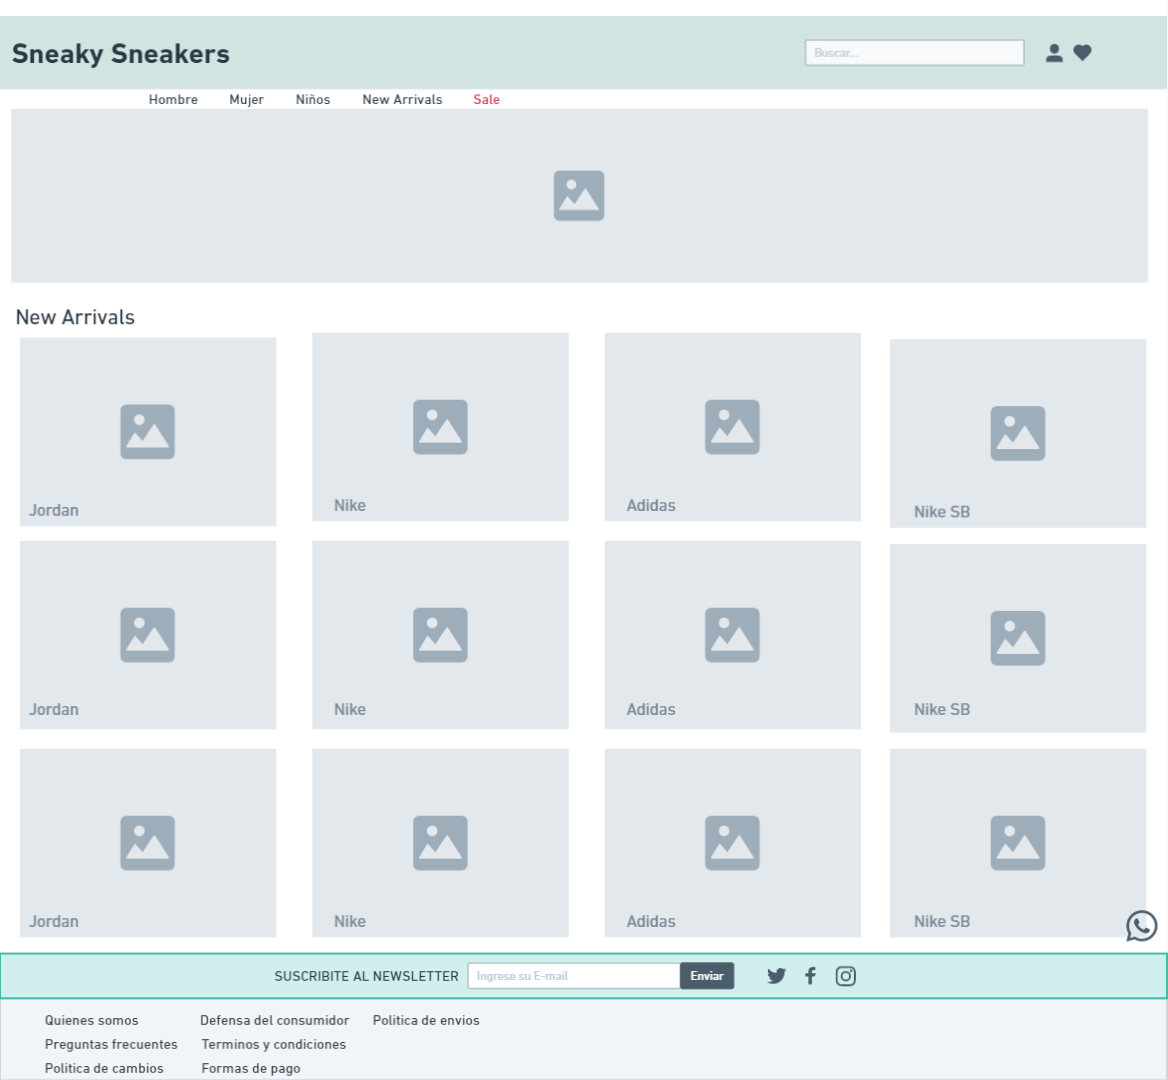 Sneaky Sneakers
Buscar...
Hombre Mujer Niños New Arrivals Sale
New Arrivals
Jordan Nike Adidas Nike SB
Jordan Nike Adidas Nike SB
Jordan Nike Adidas Nike SB
SUSCRIBITE AL NEWSLETTER Ingrese su E-mail Enviar
Quienes somos Defensa del consumidor Politica de envios
Preguntas frecuentes Terminos y condiciones
Politica de cambios Formas de pago